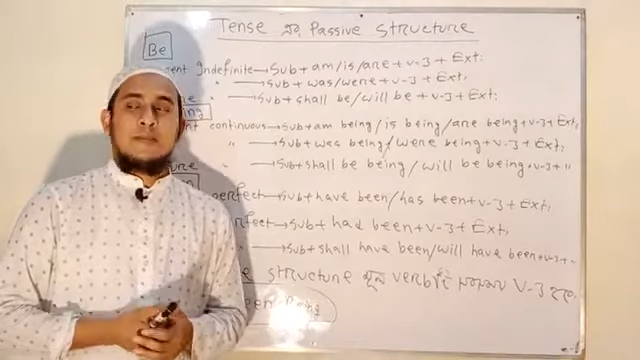 Tense এর Passive Structure
Be
Indefinite → Sub + am/is/are + v-3 + Ext.
" → Sub + was/were + v-3 + Ext.
" → Sub + shall be/will be + v-3 + Ext.
continuous → Sub + am being/is being/are being + v-3 + Ext.
" → Sub + was being/were being + v-3 + Ext.
" → Sub + shall be being/will be being + v-3 + "
perfect → Sub + have been/has been + v-3 + Ext.
→ Sub + had been + v-3 + Ext.
" → Sub + shall have been/will have been + v-3 + "
structure মূল verb টি সবসময় V-3 হবে